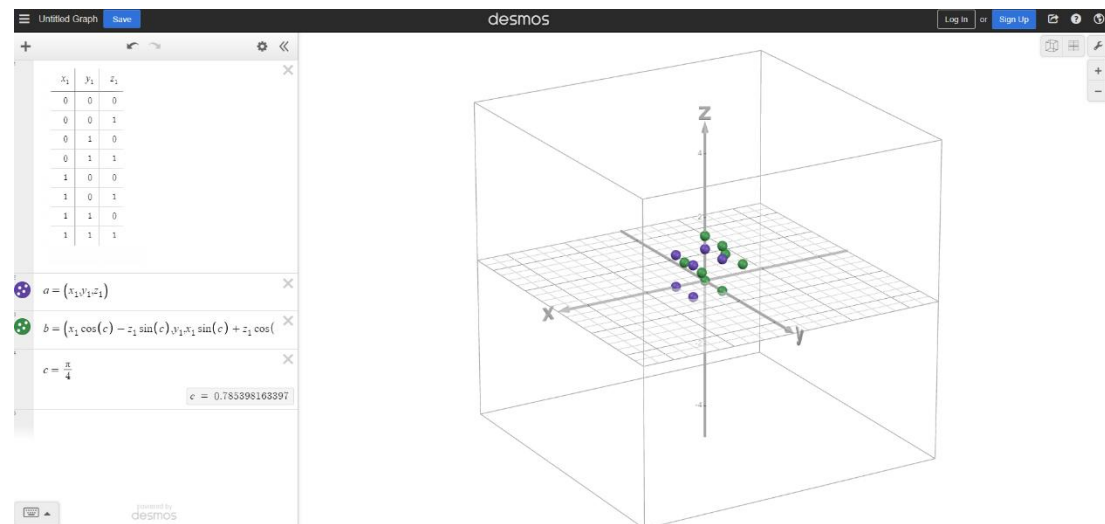 Untitled Graph Save desmos Log In or Sign Up
x₁ y₁ z₁
0 0 0
0 0 1
0 1 0
0 1 1
1 0 0
1 0 1
1 1 0
1 1 1
a = (x₁,y₁,z₁)
b = (x₁ cos(c) − z₁ sin(c),y₁,x₁ sin(c) + z₁ cos(
c = π/4
c = 0.785398163397
powered by
desmos
z
4
x
y
-4